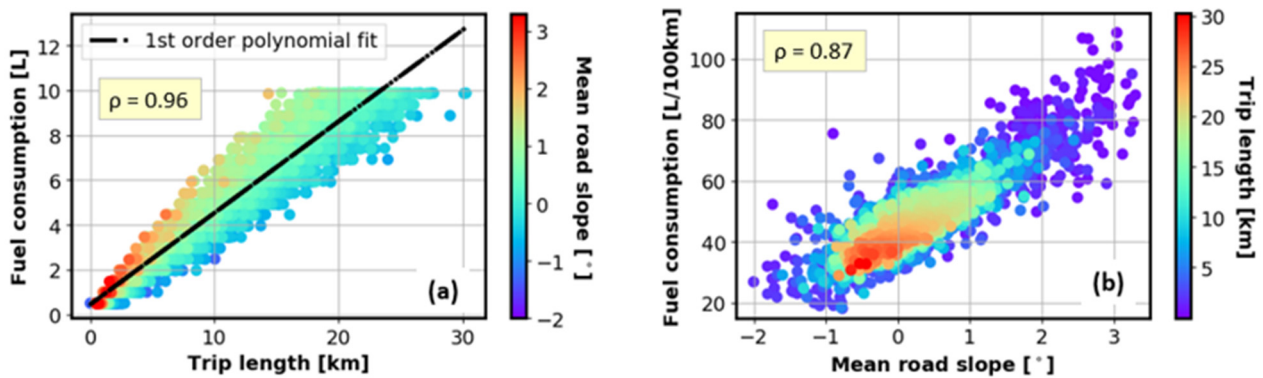 Fuel consumption [L]
12
10
8
6
4
2
0
1st order polynomial fit
ρ = 0.96
(a)
0 10 20 30
Trip length [km]
3
2
1
0
−1
−2
Mean road slope [°]
Fuel consumption [L/100km]
100
80
60
40
20
ρ = 0.87
(b)
−2 −1 0 1 2 3
Mean road slope [°]
30
25
20
15
10
5
Trip length [km]